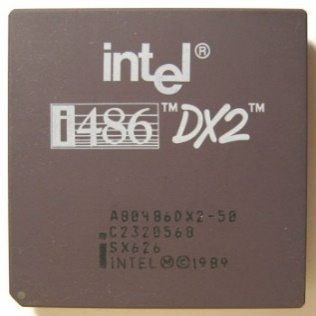 intel®
i486™ DX2™
A80486DX2-50
C2328568
SX626
INTEL Ⓜ©1989